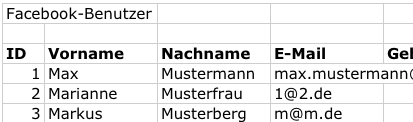 Facebook-Benutzer
ID Vorname Nachname E-Mail Gel
1 Max Mustermann max.mustermann@
2 Marianne Musterfrau 1@2.de
3 Markus Musterberg m@m.de